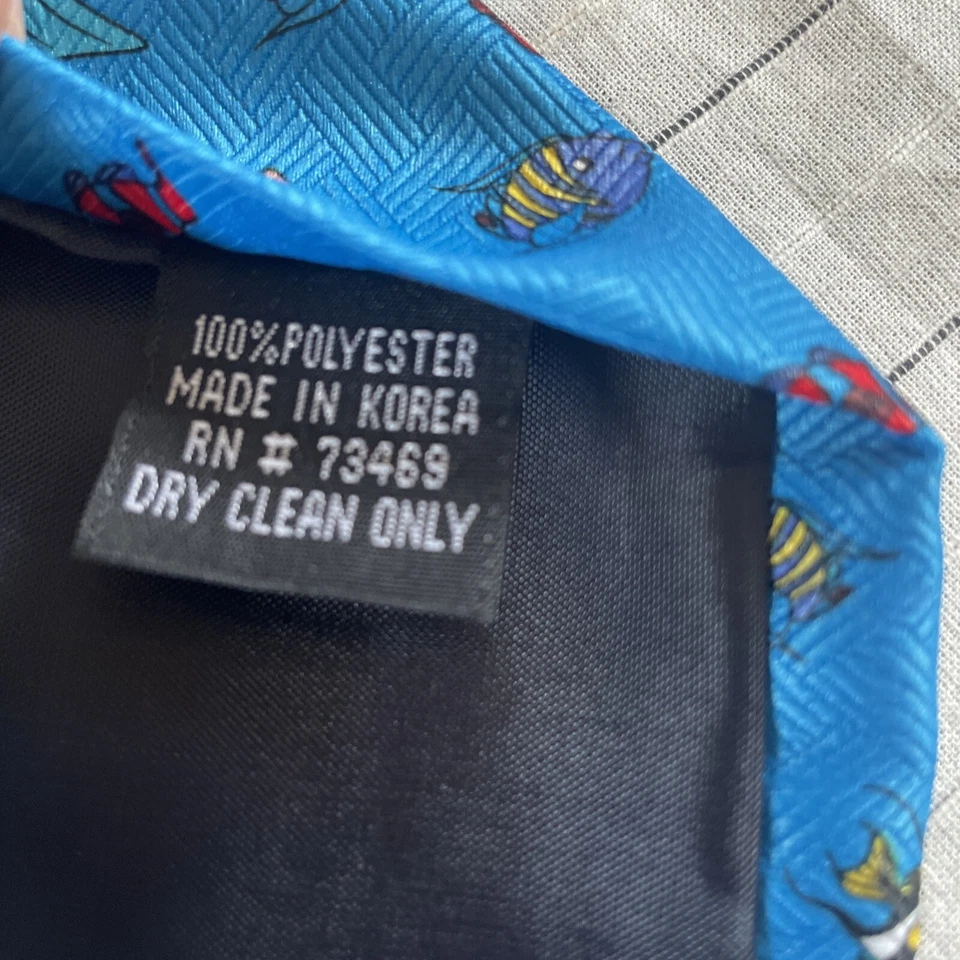 100%POLYESTER
MADE IN KOREA
RN # 73469
DRY CLEAN ONLY